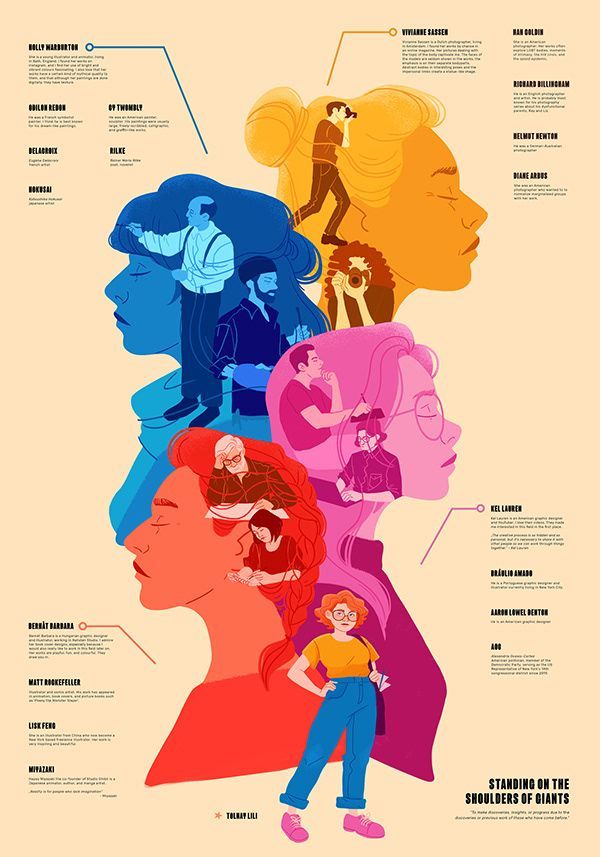 HOLLY WARBURTON
She is a young illustrator and animator, living
in Bath, England. I found her works on
Instagram, and I find her use of bright and
vibrant colours fascinating. I also love that her
works have a certain kind of mythical quality to
them, and that although her paintings are done
digitally, they have texture.
ODILON REDON
He was a French symbolist
painter. I think he is best known
for his dream-like paintings.
CY TWOMBLY
He was an American painter,
sculptor. His paintings were usually
large, freely-scribbled, calligraphic,
and graffiti-like works.
DELACROIX
Eugène Delacroix
french artist
RILKE
Rainer Maria Rilke
poet, novelist
HOKUSAI
Katsushika Hokusai
Japanese artist
VIVIANNE SASSEN
Vivianne Sassen is a Dutch photographer, living
in Amsterdam. I found her works by chance in
an online magazine. Her pictures dealing with
the topic of the body captivate me. The faces of
the models are seldom shown in the works, the
emphasis is on their separate bodyparts,
abstract bodies in interesting poses and the
impersonal limbs create a statue-like image.
NAN GOLDIN
She is an American
photographer. Her works often
explore LGBT bodies, moments
of intimacy, the HIV crisis, and
the opioid epidemic.
RICHARD BILLINGHAM
He is an English photographer
and artist. He is probably most
known for his photography
series about his dysfunctional
parents, Ray and Liz.
HELMUT NEWTON
He was a German-Australian
photographer
DIANE ARBUS
She was an American
photographer who wanted to
normalize marginalised groups
with her work.
KEL LAUREN
Kel Lauren is an American graphic designer
and YouTuber. I love their videos. They made
me interested in this field in the first place.
"The creative process is so hidden and so
personal, but it's necessary to share it with
other people so we can work through things
together." - Kel Lauren
BRÁULIO AMADO
He is a Portuguese graphic designer and
illustrator currently living in New York City.
AARON LOWEL DENTON
He is an American graphic designer
AOC
Alexandria Ocasio-Cortez
American politician, member of the
Democratic Party, serving as the US
Representative of New York's 14th
congressional district since 2019.
BERNÁT BARBARA
Bernát Barbara is a Hungarian graphic designer
and illustrator, working in Ramdam Studio. I admire
her book cover designs, especially because I
would also really like to work in this field later on.
Her works are playful, fun, and colourful. They
draw you in.
MATT ROCKEFELLER
Illustrator and comic artist. His work has appeared
in animation, book covers, and picture books such
LISK FENG
She is an illustrator from China who now became a
New York based freelance illustrator. Her work is
very inspiring and beautiful.
MIYAZAKI
Hayao Miyazaki the co-founder of Studio Ghibli is a
Japanese animator, author, and manga artist.
„Reality is for people who lack imagination"
- Miyazaki
TOLNAY LILI
STANDING ON THE
SHOULDERS OF GIANTS
"To make discoveries, insights, or progress due to the
discoveries or previous work of those who have come before."